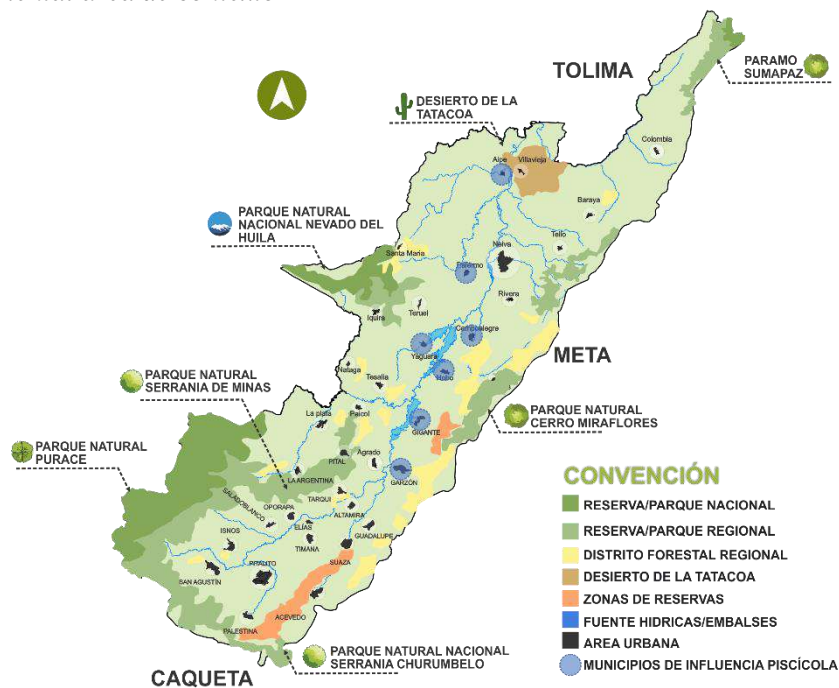 TOLIMA
PARAMO
SUMAPAZ
DESIERTO DE LA
TATACOA
Colombia
Aipe
Villavieja
Baraya
PARQUE NATURAL
NACIONAL NEVADO DEL
HUILA
Tello
Santa Maria
Neiva
Palermo
Rivera
Teruel
Iquira
Campoalegre
Yaguara
META
Nataga
Hobo
Tesalia
PARQUE NATURAL
SERRANIA DE MINAS
La plata
Paicol
PARQUE NATURAL
CERRO MIRAFLORES
GIGANTE
PARQUE NATURAL
PURACE
PITAL
Agrado
LA ARGENTINA
GARZÓN
CONVENCIÓN
SALADOBLANCO
TARQUI
RESERVA/PARQUE NACIONAL
OPORAPA
ALTAMIRA
ELÍAS
ISNOS
GUADALUPE
RESERVA/PARQUE REGIONAL
TIMANA
DISTRITO FORESTAL REGIONAL
SUAZA
PITALITO
DESIERTO DE LA TATACOA
SAN AGUSTÍN
ZONAS DE RESERVAS
ACEVEDO
FUENTE HIDRICAS/EMBALSES
PALESTINA
AREA URBANA
PARQUE NATURAL NACIONAL
SERRANIA CHURUMBELO
MUNICIPIOS DE INFLUENCIA PISCÍCOLA
CAQUETA